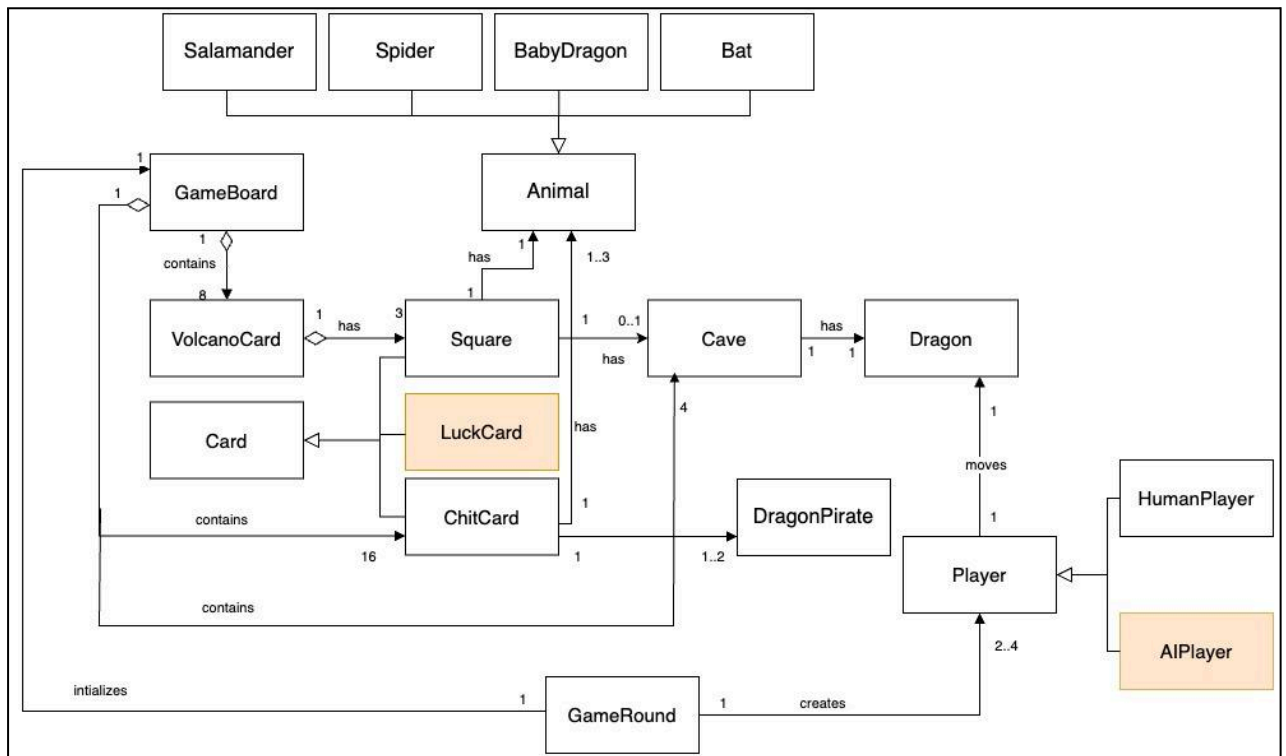 Salamander
Spider
BabyDragon
Bat
1
1
GameBoard
Animal
1
contains
8
has
1
1
1..3
VolcanoCard
1
has
3
Square
1
has
0..1
Cave
has
1
1
Dragon
Card
LuckCard
has
4
1
moves
1
contains
16
ChitCard
1
1
1..2
DragonPirate
HumanPlayer
Player
contains
AIPlayer
2..4
intializes
1
GameRound
1
creates